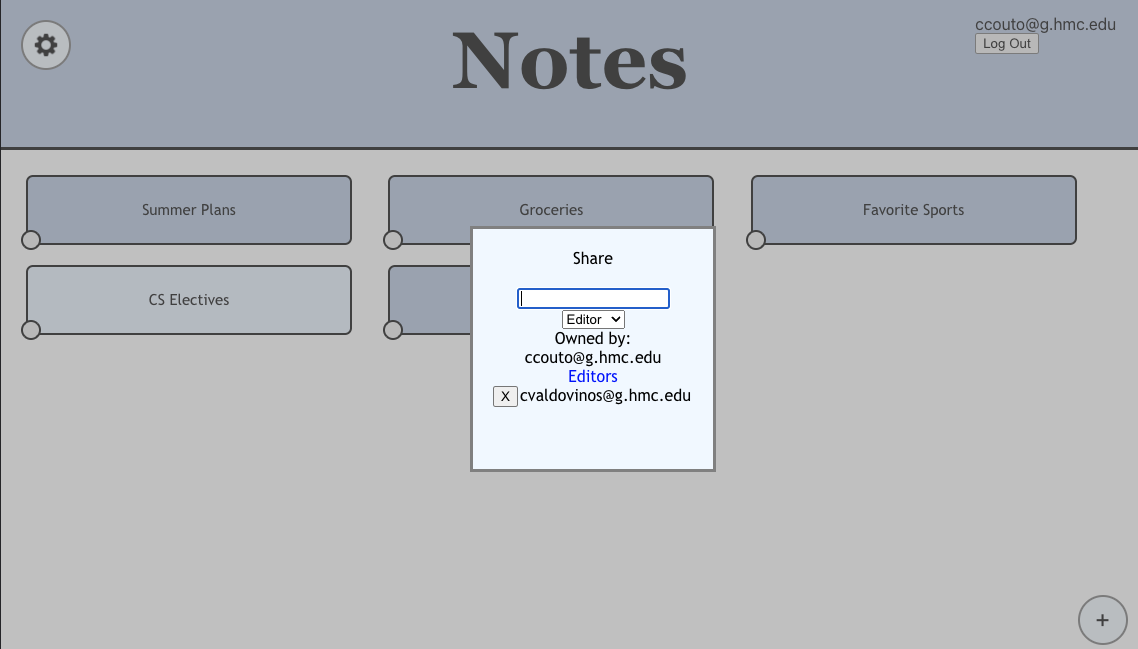 Notes
ccouto@g.hmc.edu
Log Out
Summer Plans
Groceries
Favorite Sports
CS Electives
Share
Editor
Owned by:
ccouto@g.hmc.edu
Editors
X cvaldovinos@g.hmc.edu
+